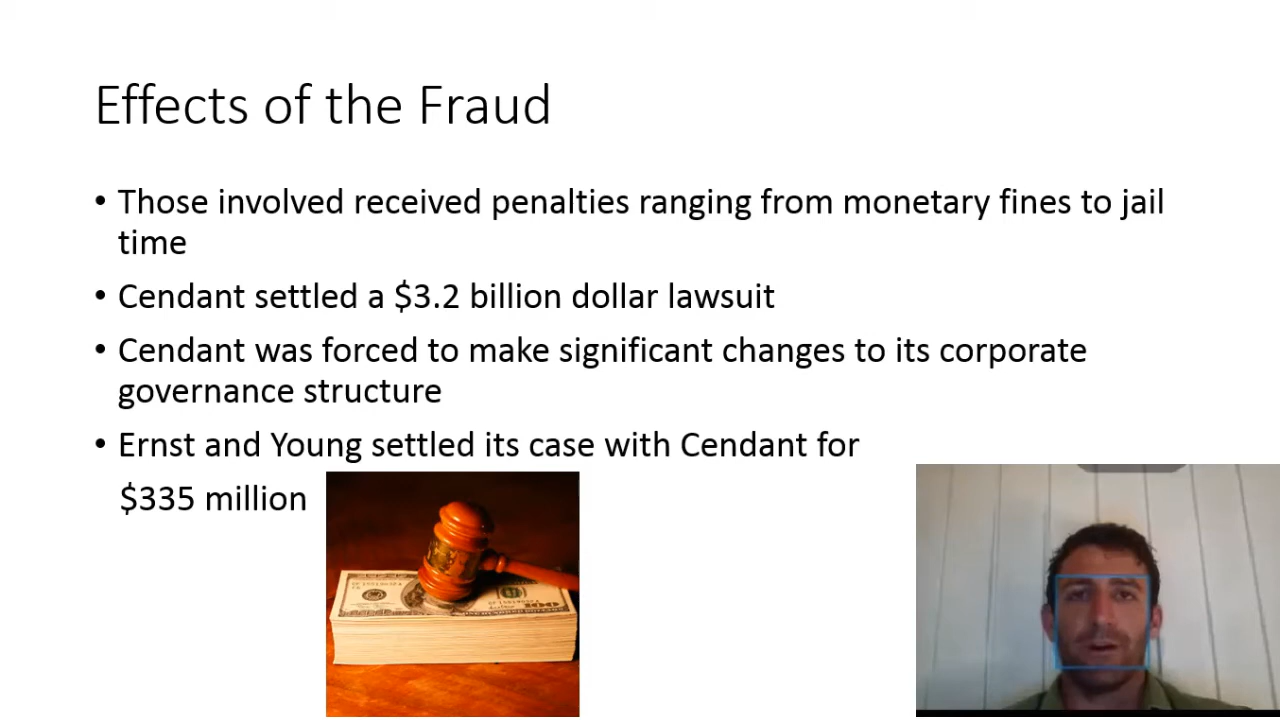 Effects of the Fraud
• Those involved received penalties ranging from monetary fines to jail
time
• Cendant settled a $3.2 billion dollar lawsuit
• Cendant was forced to make significant changes to its corporate
governance structure
• Ernst and Young settled its case with Cendant for
$335 million
100